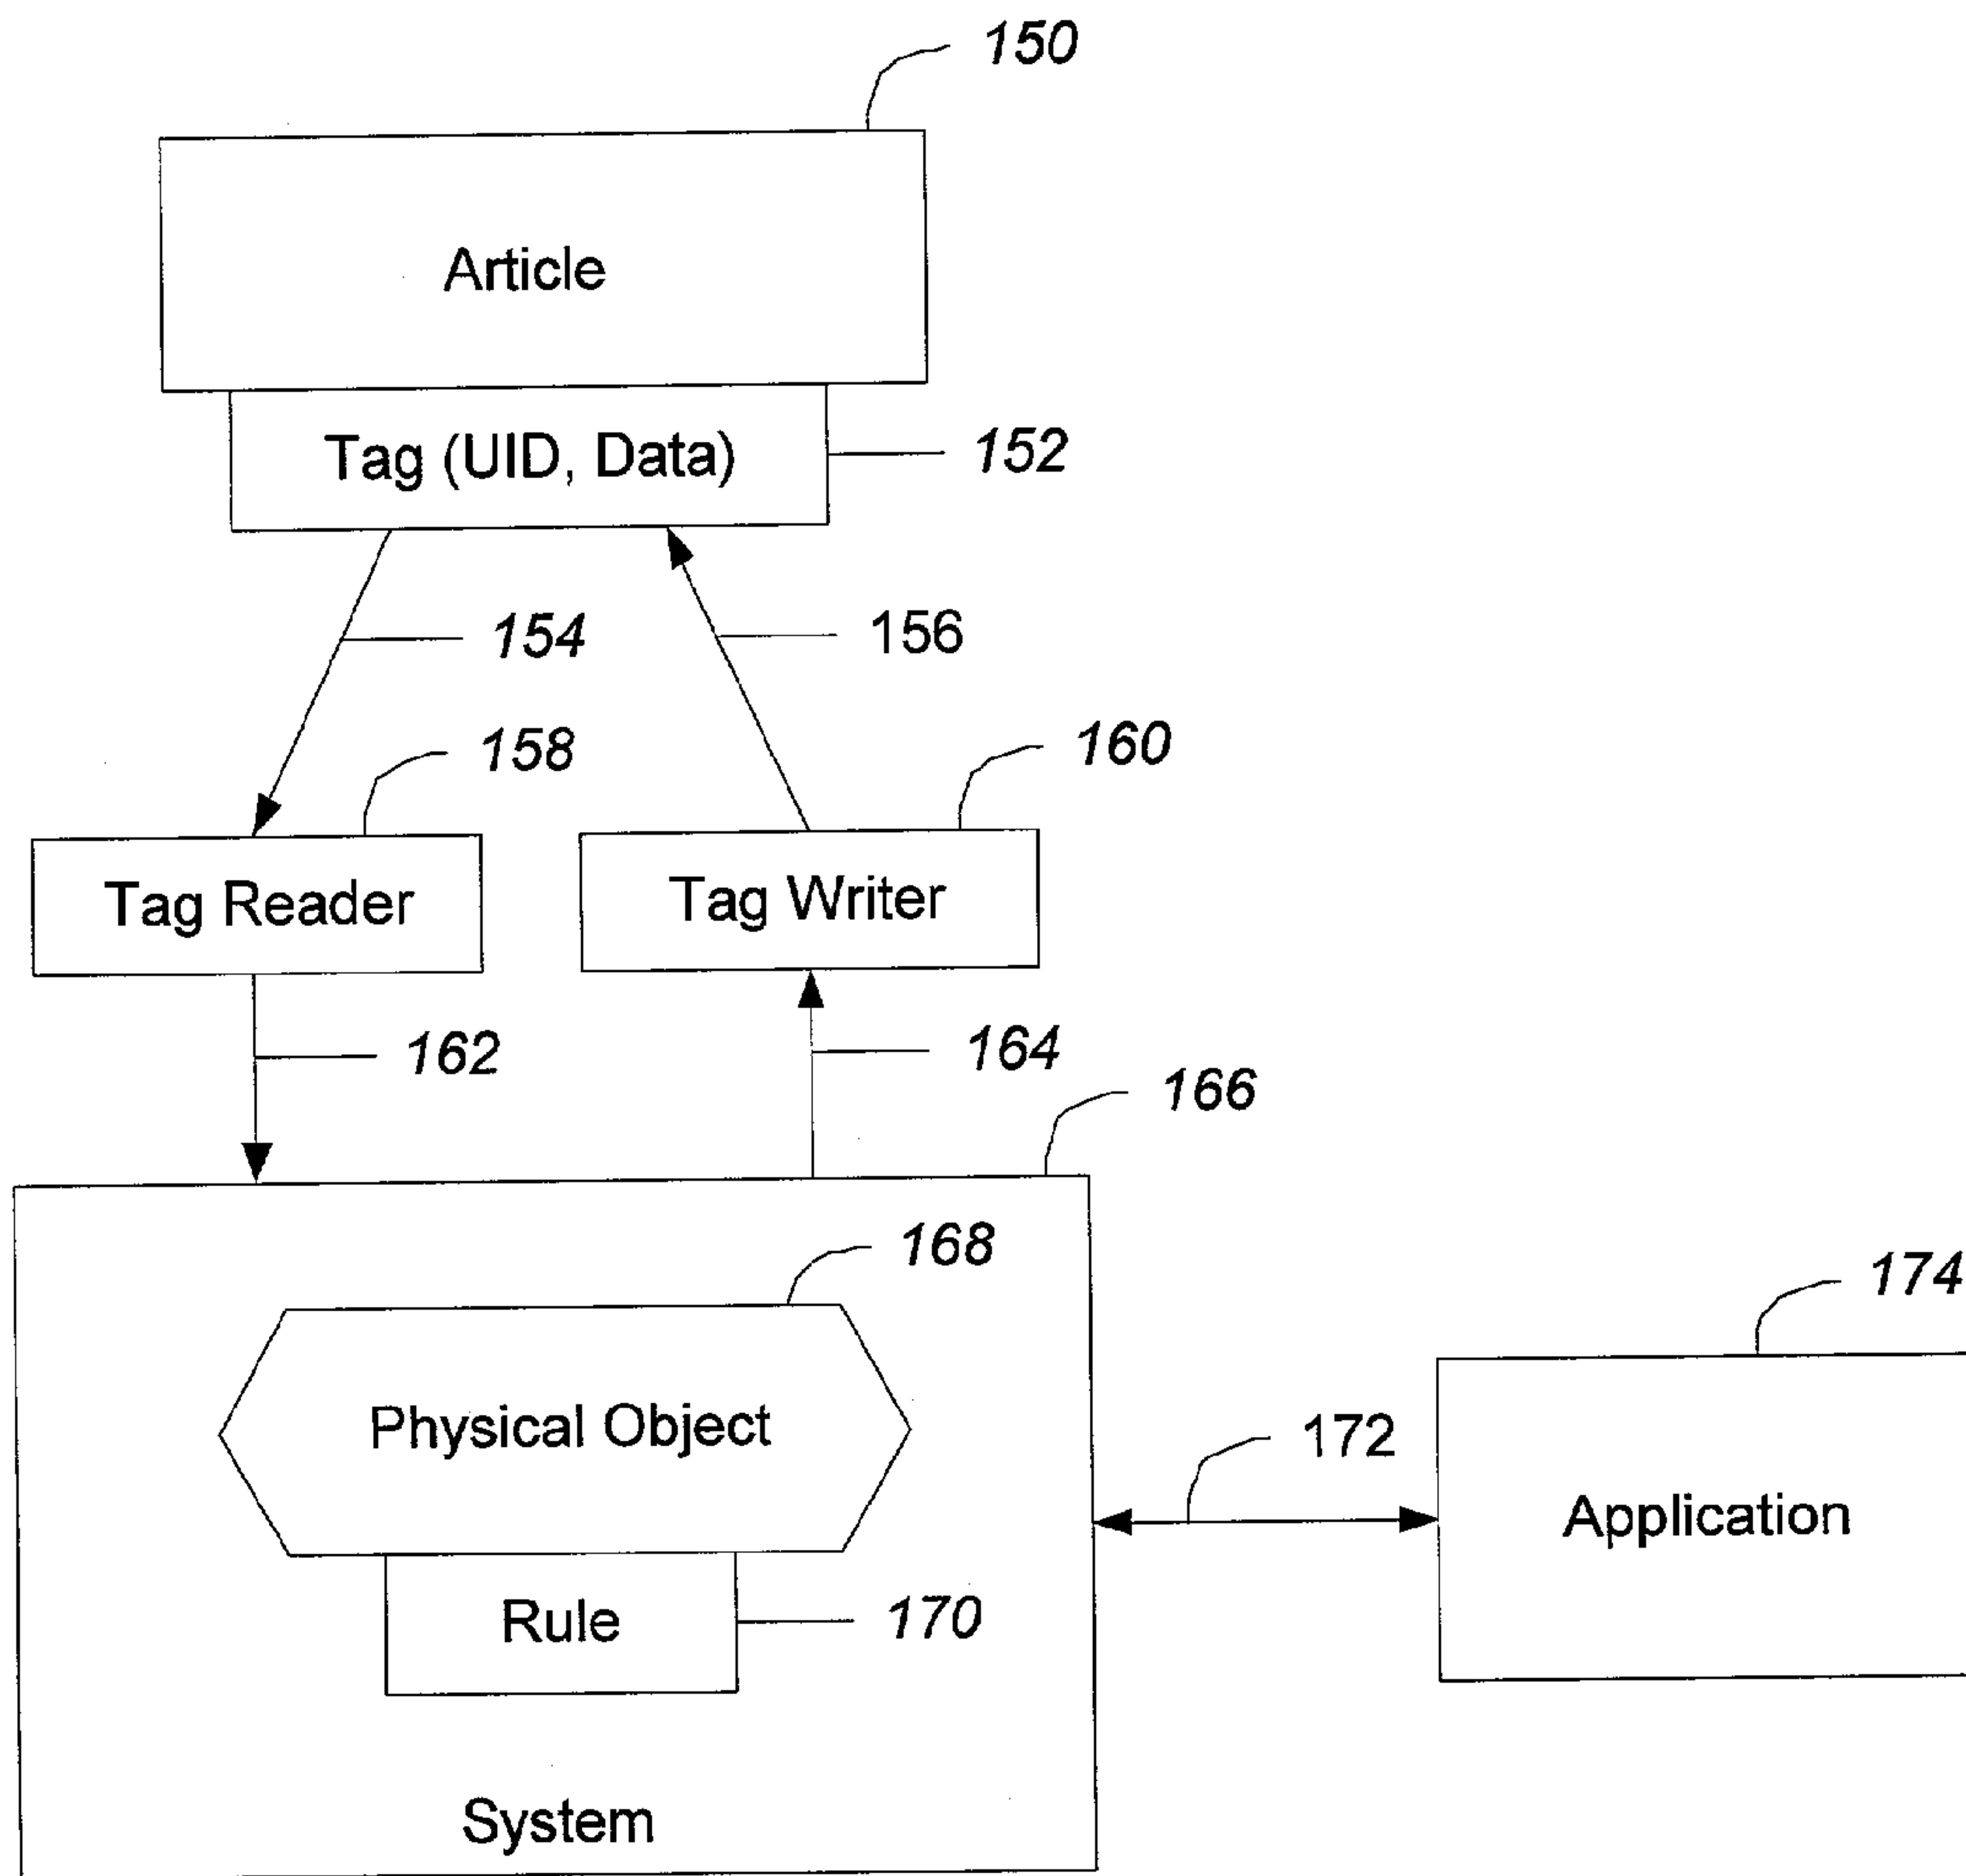 150
Article
Tag (UID, Data)
152
154
156
158
160
Tag Reader
Tag Writer
162
164
166
168
174
Physical Object
172
Application
Rule
170
System